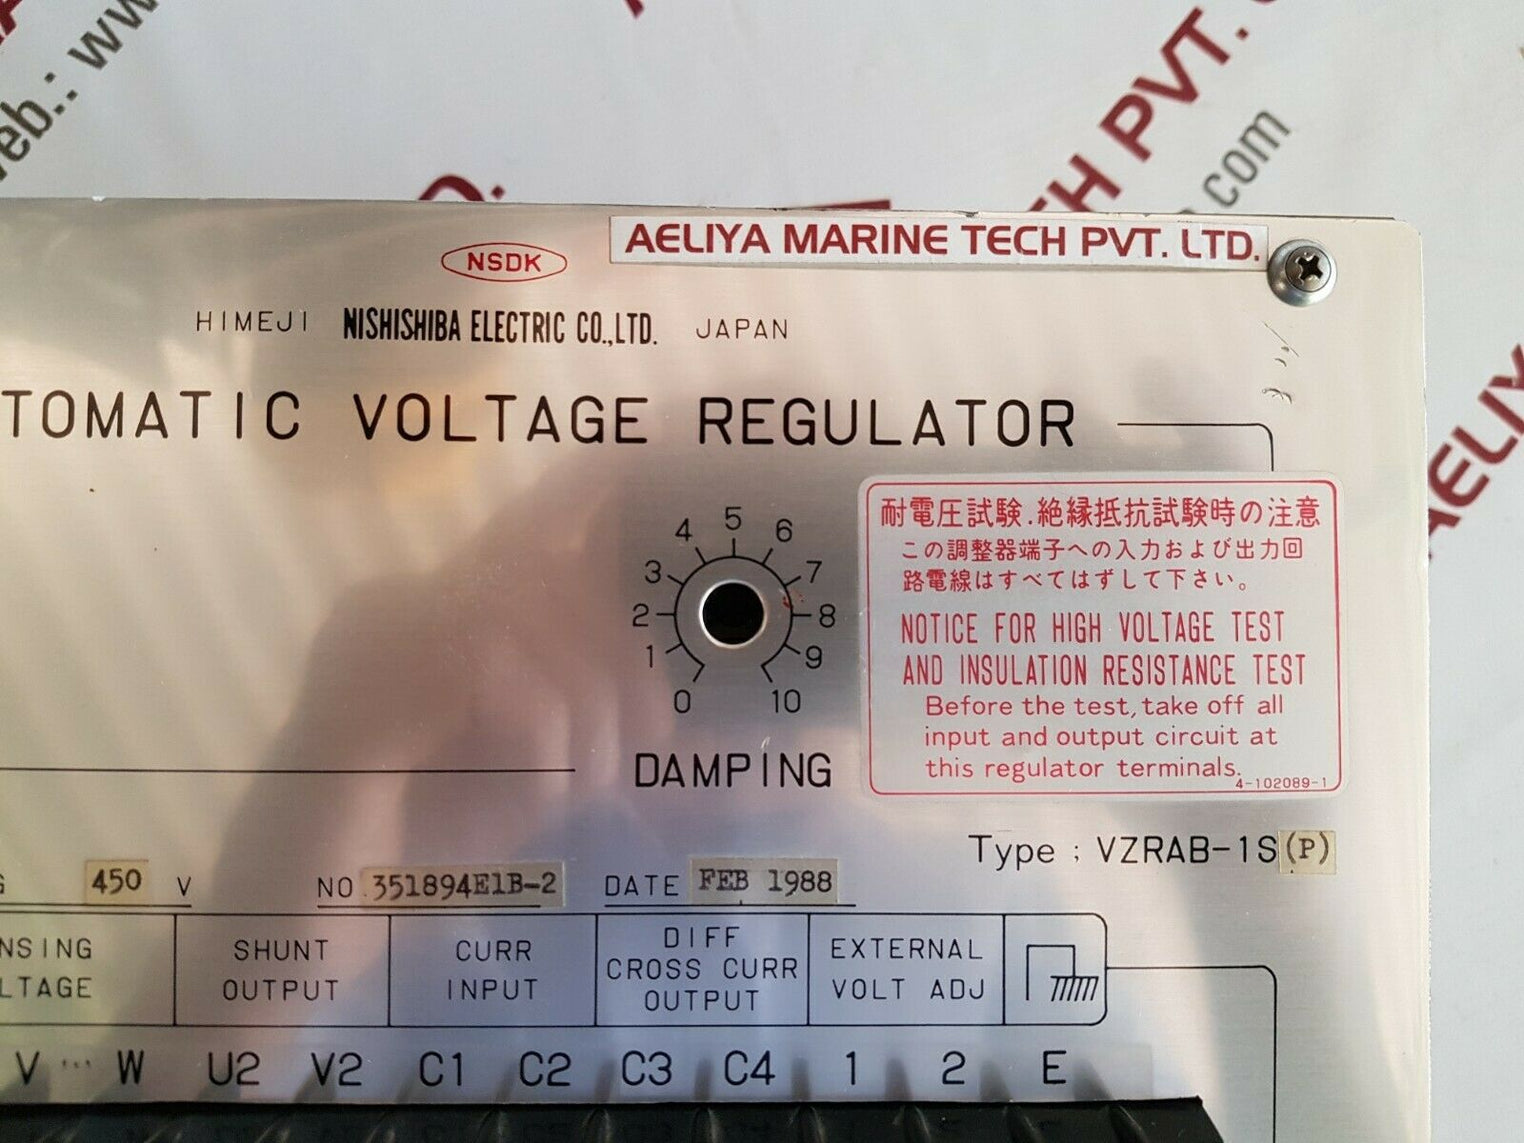 AELIYA MARINE TECH PVT. LTD.
NSDK
HIMEJI NISHISHIBA ELECTRIC CO.,LTD. JAPAN
TOMATIC VOLTAGE REGULATOR
0 1 2 3 4 5 6 7 8 9 10
DAMPING
耐電圧試験.絶縁抵抗試験時の注意
この調整器端子への入力および出力回
路電線はすべてはずして下さい。
NOTICE FOR HIGH VOLTAGE TEST
AND INSULATION RESISTANCE TEST
Before the test, take off all
input and output circuit at
this regulator terminals.
4-102089-1
Type ; VZRAB-1S(P)
G 450 V NO.351894E1B-2 DATE FEB 1988
NSING
LTAGE
SHUNT
OUTPUT
CURR
INPUT
DIFF
CROSS CURR
OUTPUT
EXTERNAL
VOLT ADJ
V W U2 V2 C1 C2 C3 C4 1 2 E
eb.: ww
TH PVT.
.com
AELIY